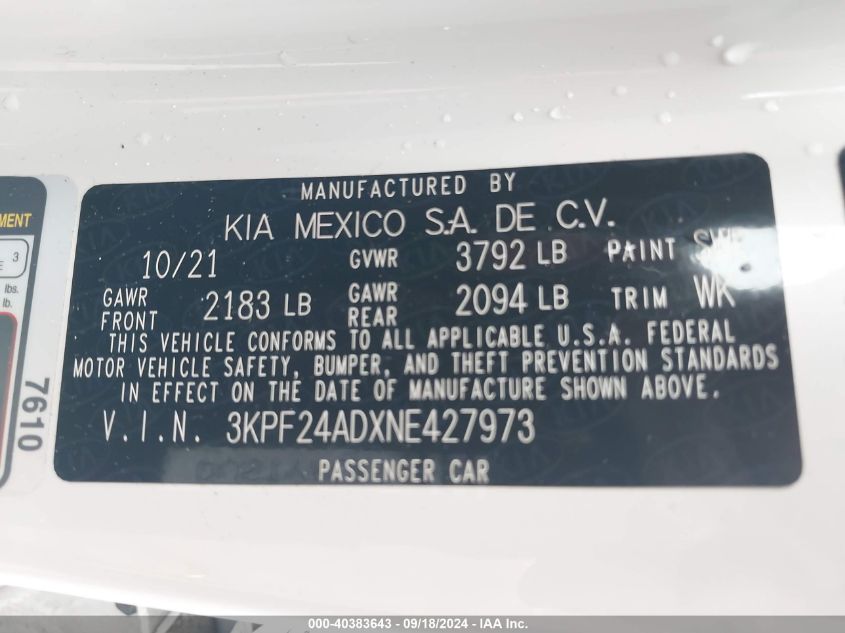 MANUFACTURED BY
KIA MEXICO S.A. DE C.V.
10/21 GVWR 3792 LB PAINT
GAWR FRONT 2183 LB GAWR REAR 2094 LB TRIM WK
THIS VEHICLE CONFORMS TO ALL APPLICABLE U.S.A. FEDERAL
MOTOR VEHICLE SAFETY, BUMPER, AND THEFT PREVENTION STANDARDS
IN EFFECT ON THE DATE OF MANUFACTURE SHOWN ABOVE.
V.I.N. 3KPF24ADXNE427973
PASSENGER CAR
MENT
3
lbs.
lb.
7610
000-40383643 - 09/18/2024 - IAA Inc.